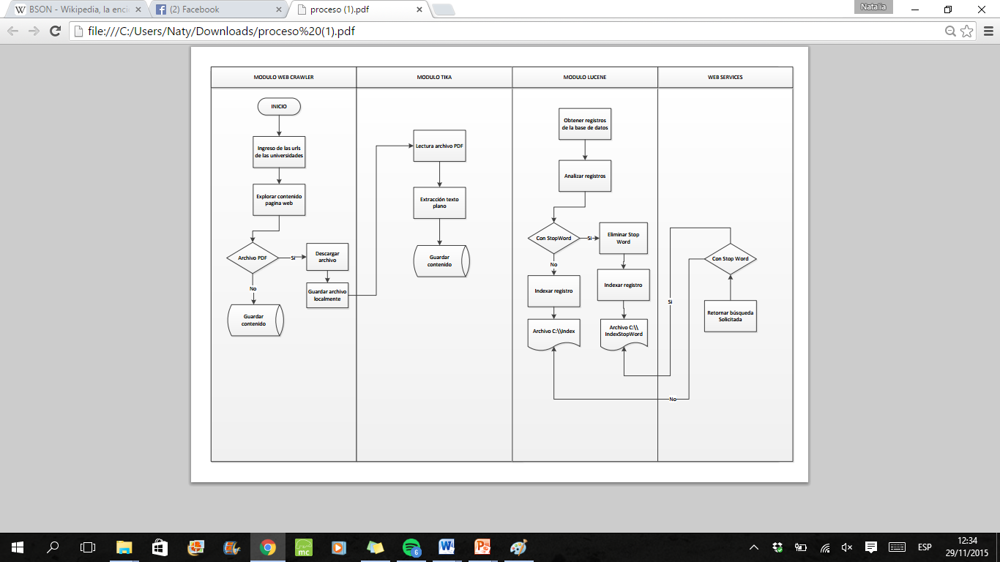 BSON - Wikipedia, la enci
(2) Facebook
proceso (1).pdf
Natalia
file:///C:/Users/Naty/Downloads/proceso%20(1).pdf
MODULO WEB CRAWLER
MODULO TIKA
MODULO LUCENE
WEB SERVICES
INICIO
Ingreso de las urls
de las universidades
Explorar contenido
pagina web
Archivo PDF
Si
Descargar
archivo
Guardar archivo
localmente
No
Guardar
contenido
Lectura archivo PDF
Extracción texto
plano
Guardar
contenido
Obtener registros
de la base de datos
Analizar registros
Con StopWord
Si
Eliminar Stop
Word
No
Indexar registro
Indexar registro
Archivo C:\\Index
Archivo C:\\
IndexStopWord
Con Stop Word
Si
Retornar búsqueda
Solicitada
No
mc
6
ESP
12:34
29/11/2015